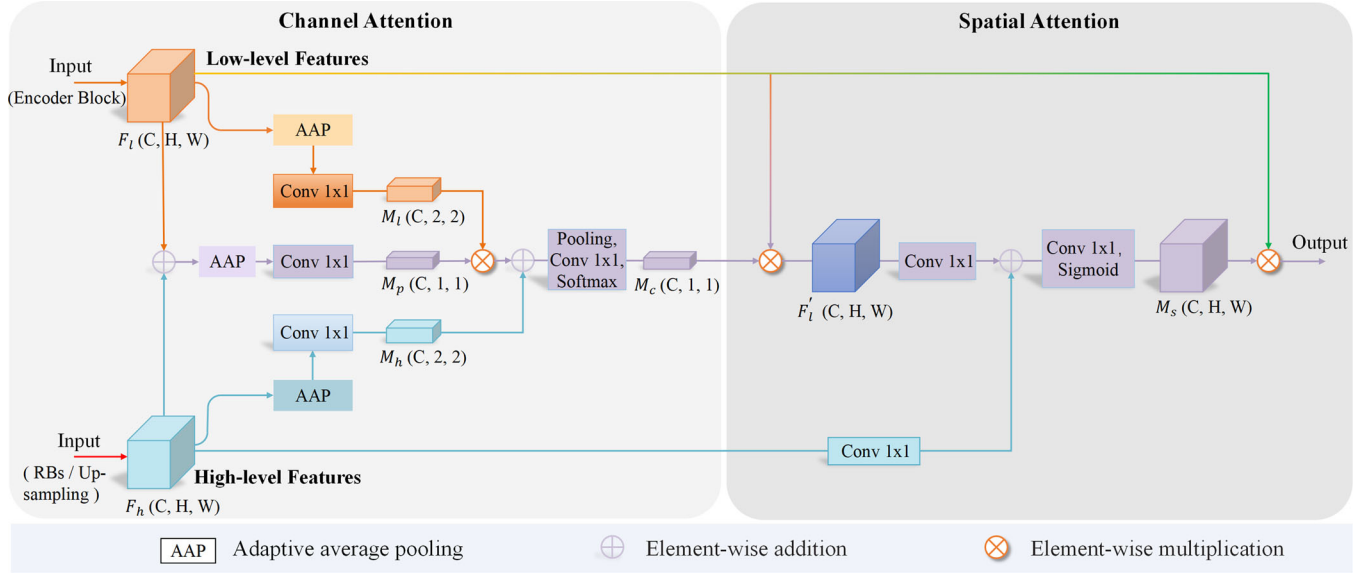 Channel Attention
Spatial Attention
Low-level Features
Input
(Encoder Block)
F_l (C, H, W)
AAP
Conv 1x1
M_l (C, 2, 2)
AAP
Conv 1x1
M_p (C, 1, 1)
Pooling,
Conv 1x1,
Softmax
M_c (C, 1, 1)
F_l' (C, H, W)
Conv 1x1
Conv 1x1,
Sigmoid
M_s (C, H, W)
Output
Conv 1x1
M_h (C, 2, 2)
AAP
Input
( RBs / Up-
sampling )
High-level Features
F_h (C, H, W)
Conv 1x1
AAP Adaptive average pooling
Element-wise addition
Element-wise multiplication